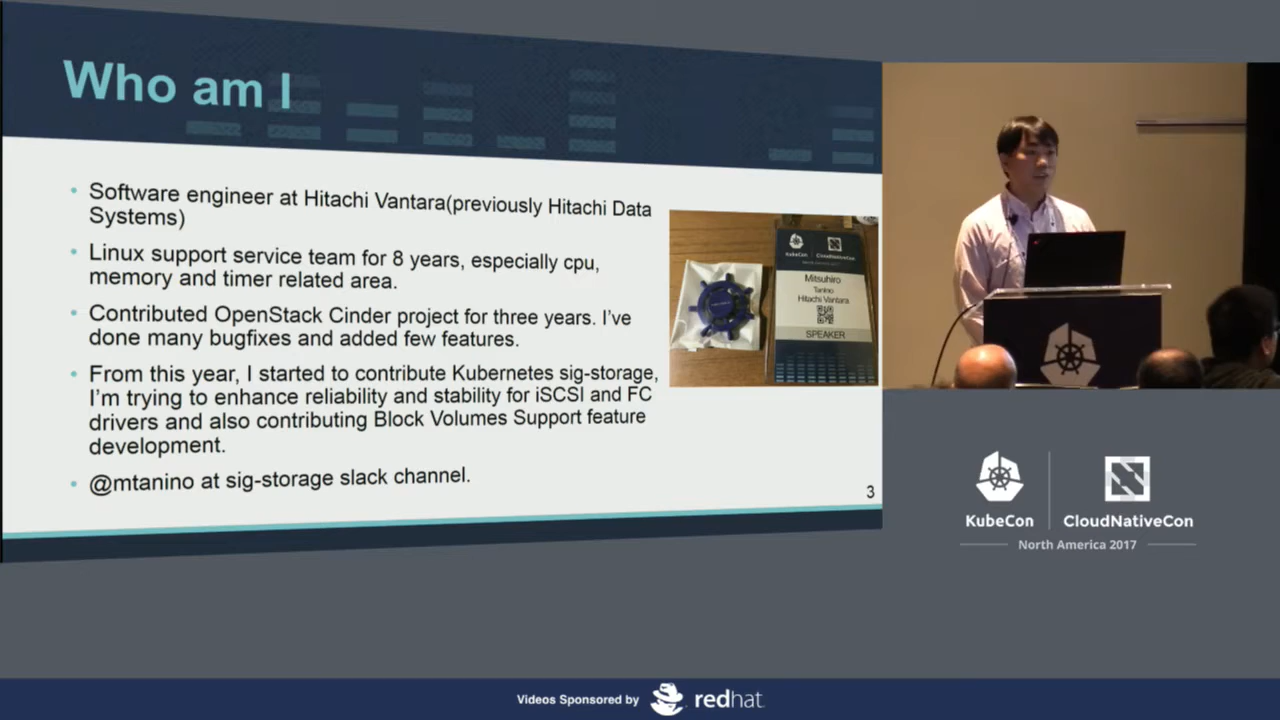 Who am I
• Software engineer at Hitachi Vantara(previously Hitachi Data
Systems)
• Linux support service team for 8 years, especially cpu,
memory and timer related area.
• Contributed OpenStack Cinder project for three years. I've
done many bugfixes and added few features.
• From this year, I started to contribute Kubernetes sig-storage,
I'm trying to enhance reliability and stability for iSCSI and FC
drivers and also contributing Block Volumes Support feature
development.
• @mtanino at sig-storage slack channel.
KubeCon
CloudNativeCon
Mitsuhiro
Tanino
Hitachi Vantara
SPEAKER
3
KubeCon
CloudNativeCon
North America 2017
Videos Sponsored by
redhat